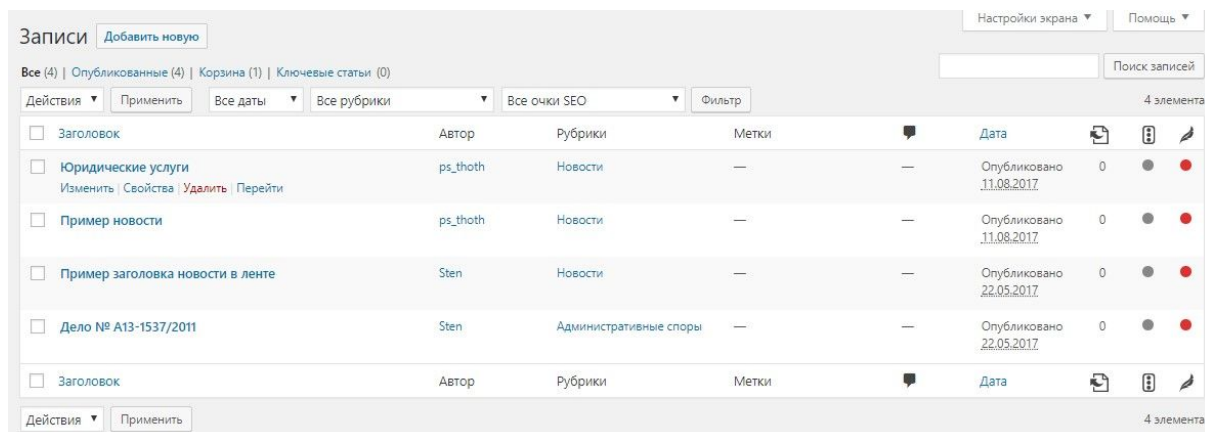 Настройки экрана ▼ Помощь ▼
Записи Добавить новую
Все (4) | Опубликованные (4) | Корзина (1) | Ключевые статьи (0) Поиск записей
Действия ▼ Применить Все даты ▼ Все рубрики ▼ Все очки SEO ▼ Фильтр 4 элемента
Заголовок Автор Рубрики Метки Дата
Юридические услуги ps_thoth Новости — — Опубликовано 0
Изменить | Свойства | Удалить | Перейти 11.08.2017
Пример новости ps_thoth Новости — — Опубликовано 0
11.08.2017
Пример заголовка новости в ленте Sten Новости — — Опубликовано 0
22.05.2017
Дело № А13-1537/2011 Sten Административные споры — — Опубликовано 0
22.05.2017
Заголовок Автор Рубрики Метки Дата
Действия ▼ Применить 4 элемента